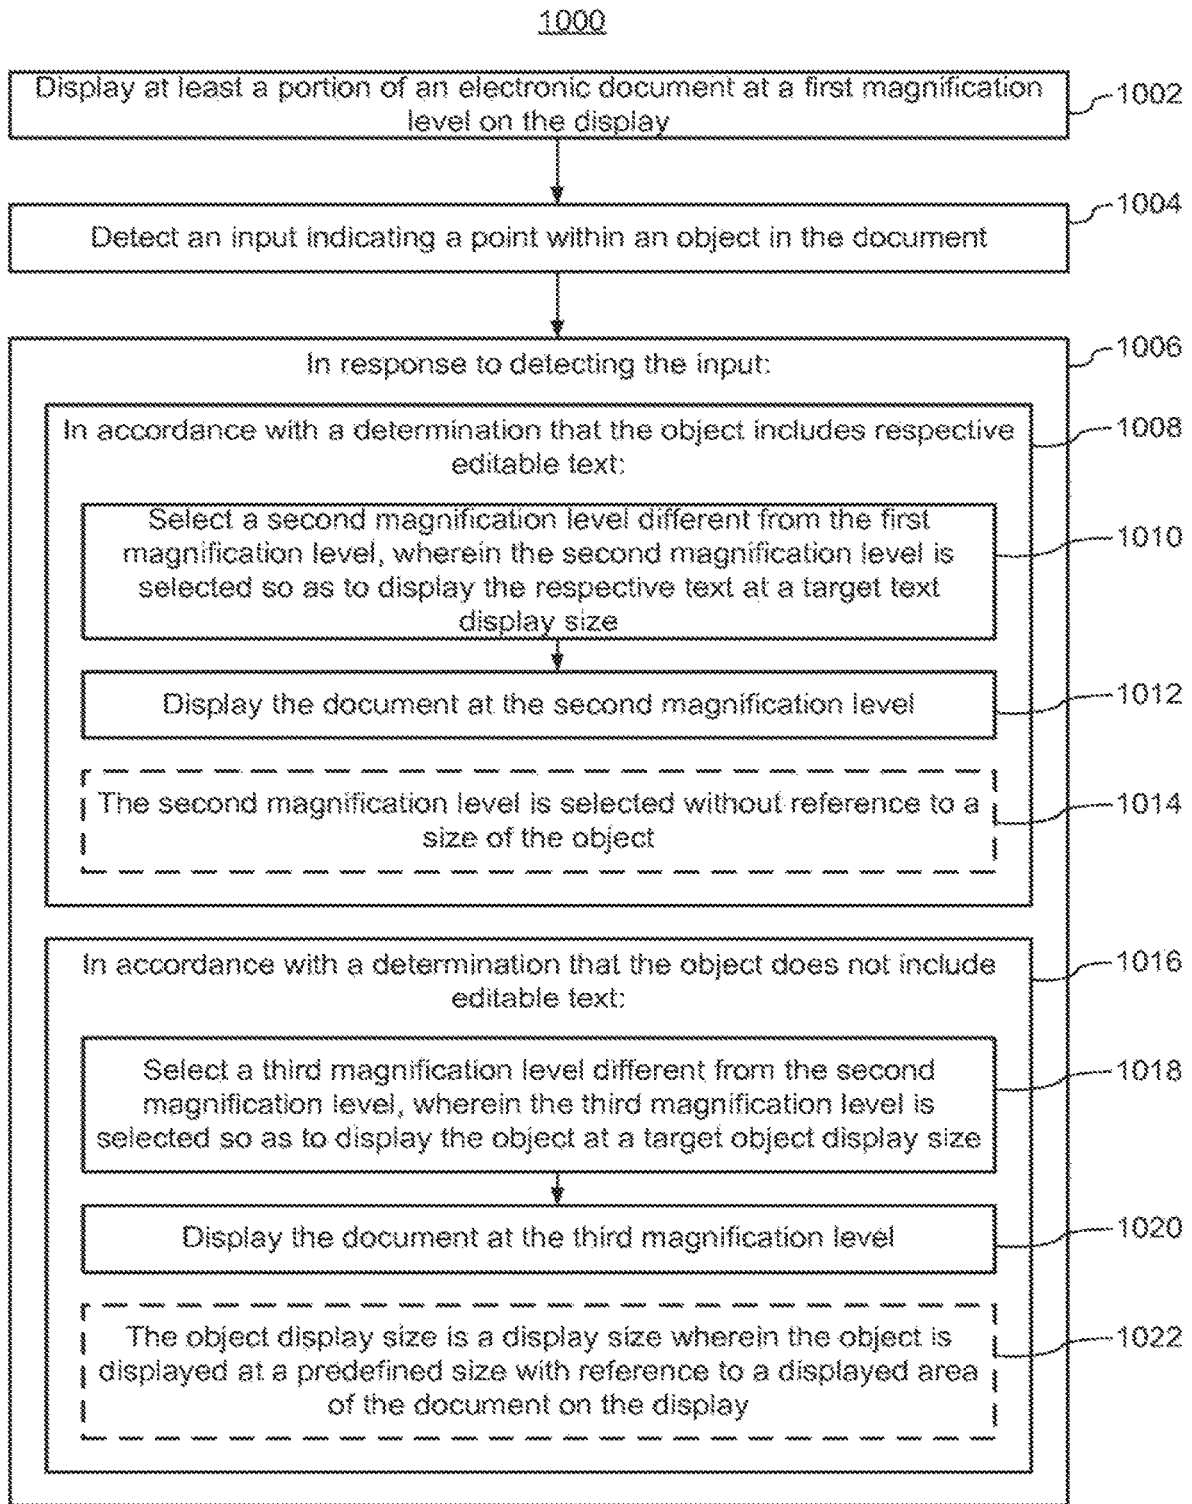 1000
Display at least a portion of an electronic document at a first magnification
level on the display
1002
Detect an input indicating a point within an object in the document
1004
In response to detecting the input:
1006
In accordance with a determination that the object includes respective
editable text:
1008
Select a second magnification level different from the first
magnification level, wherein the second magnification level is
selected so as to display the respective text at a target text
display size
1010
Display the document at the second magnification level
1012
The second magnification level is selected without reference to a
size of the object
1014
In accordance with a determination that the object does not include
editable text:
1016
Select a third magnification level different from the second
magnification level, wherein the third magnification level is
selected so as to display the object at a target object display size
1018
Display the document at the third magnification level
1020
The object display size is a display size wherein the object is
displayed at a predefined size with reference to a displayed area
of the document on the display
1022